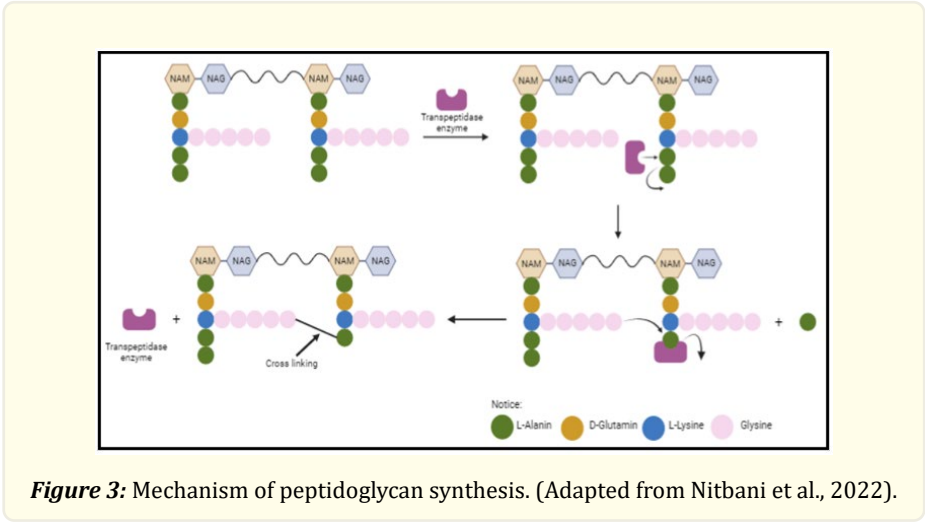 NAM NAG NAM NAG
Transpeptidase
enzyme
NAM NAG NAM NAG
NAM NAG NAM NAG
+
Transpeptidase
enzyme
Cross linking
NAM NAG NAM NAG
+
Notice:
L-Alanin D-Glutamin L-Lysine Glysine
Figure 3: Mechanism of peptidoglycan synthesis. (Adapted from Nitbani et al., 2022).